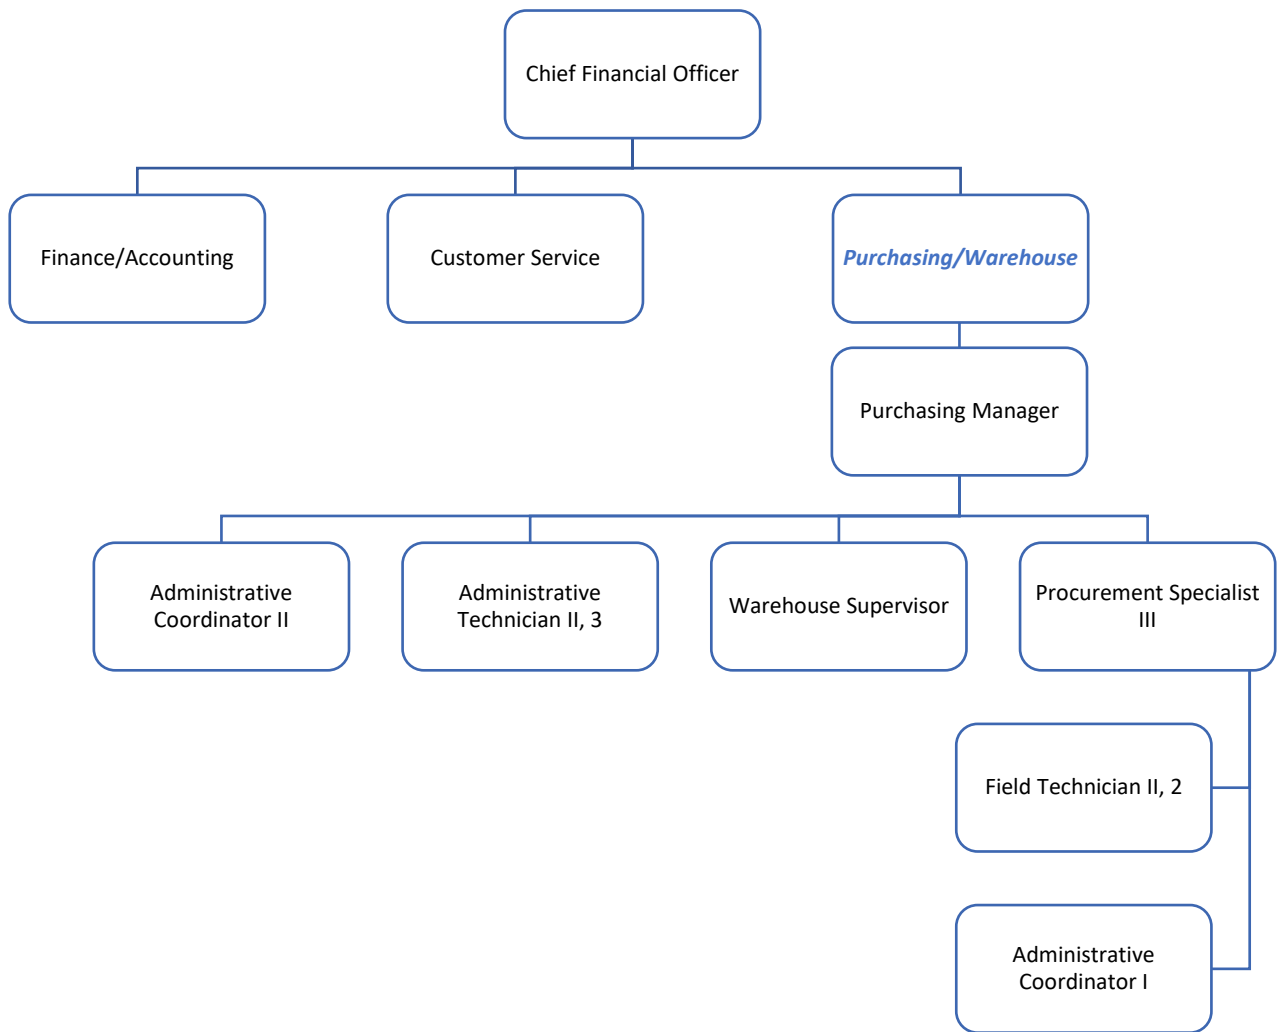 Chief Financial Officer
Finance/Accounting
Customer Service
Purchasing/Warehouse
Purchasing Manager
Administrative
Coordinator II
Administrative
Technician II, 3
Warehouse Supervisor
Procurement Specialist
III
Field Technician II, 2
Administrative
Coordinator I